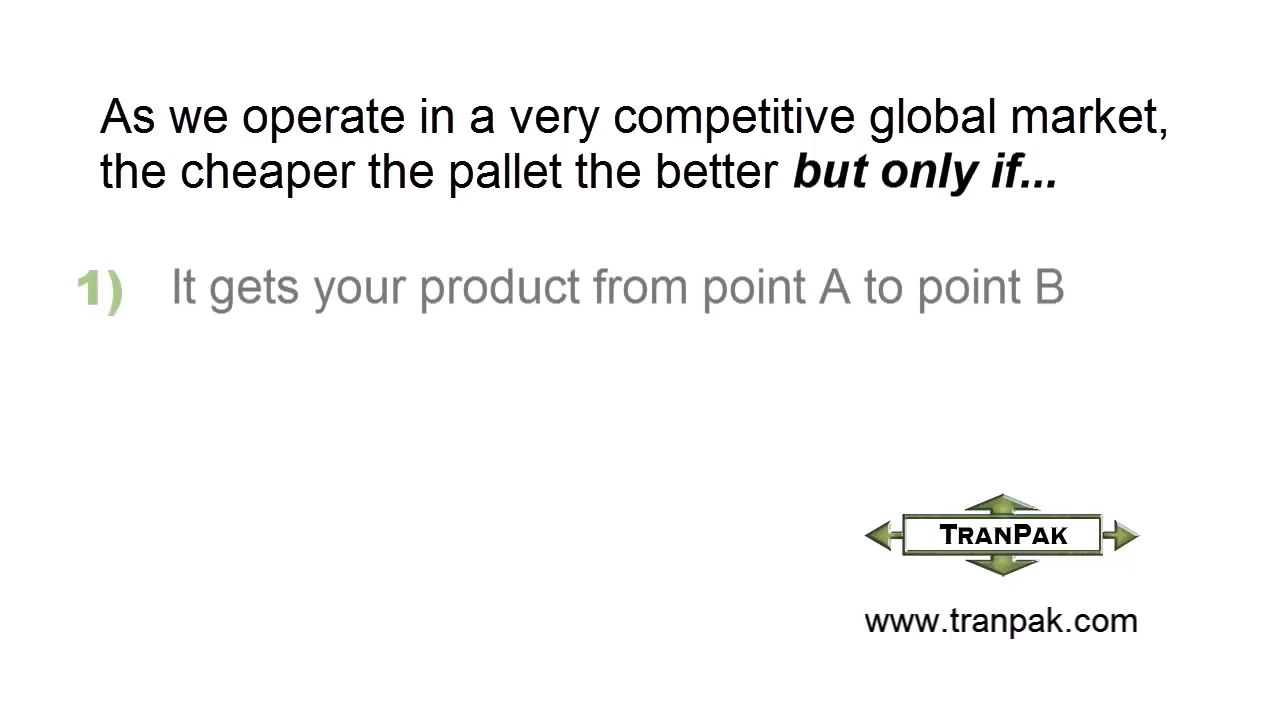 As we operate in a very competitive global market,
the cheaper the pallet the better but only if...
1) It gets your product from point A to point B
TRANPAK
www.tranpak.com